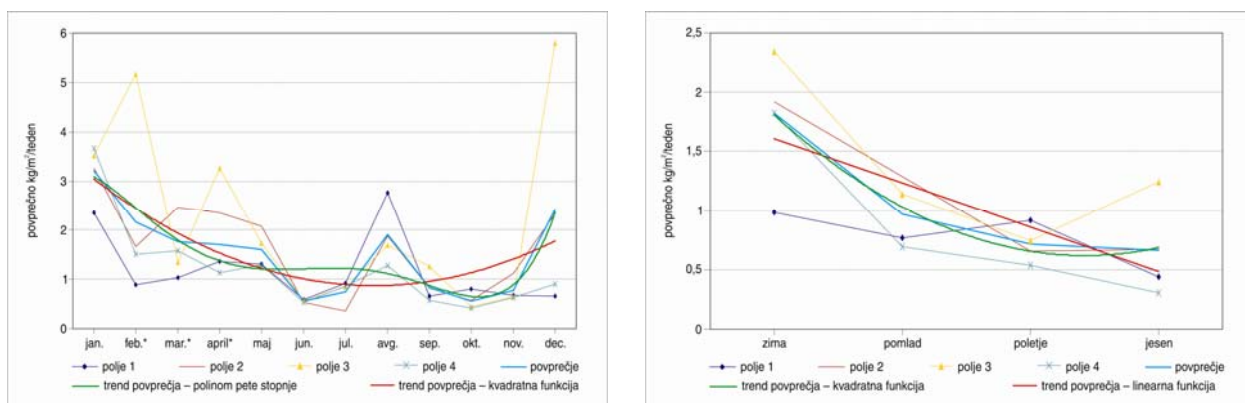 6
5
4
3
2
1
0
povprečno kg/m²/teden
jan. feb.* mar.* april* maj jun. jul. avg. sep. okt. nov. dec.
polje 1 polje 2 polje 3 polje 4 povprečje
trend povprečja – polinom pete stopnje trend povprečja – kvadratna funkcija
2,5
2
1,5
1
0,5
0
povprečno kg/m²/teden
zima pomlad poletje jesen
polje 1 polje 2 polje 3 polje 4 povprečje
trend povprečja – kvadratna funkcija trend povprečja – linearna funkcija